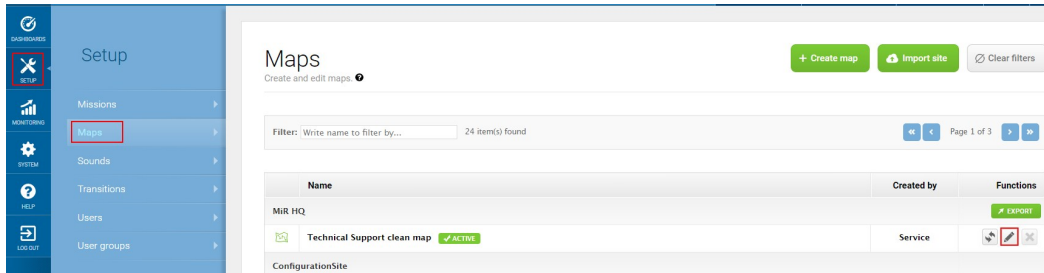 DASHBOARDS
SETUP
MONITORING
SYSTEM
HELP
LOG OUT
Setup
Missions
Maps
Sounds
Transitions
Users
User groups
Maps
Create and edit maps. ?
+ Create map
Import site
Clear filters
Filter: Write name to filter by... 24 item(s) found
« ‹ Page 1 of 3 › »
Name Created by Functions
MiR HQ EXPORT
Technical Support clean map ✓ ACTIVE Service
ConfigurationSite